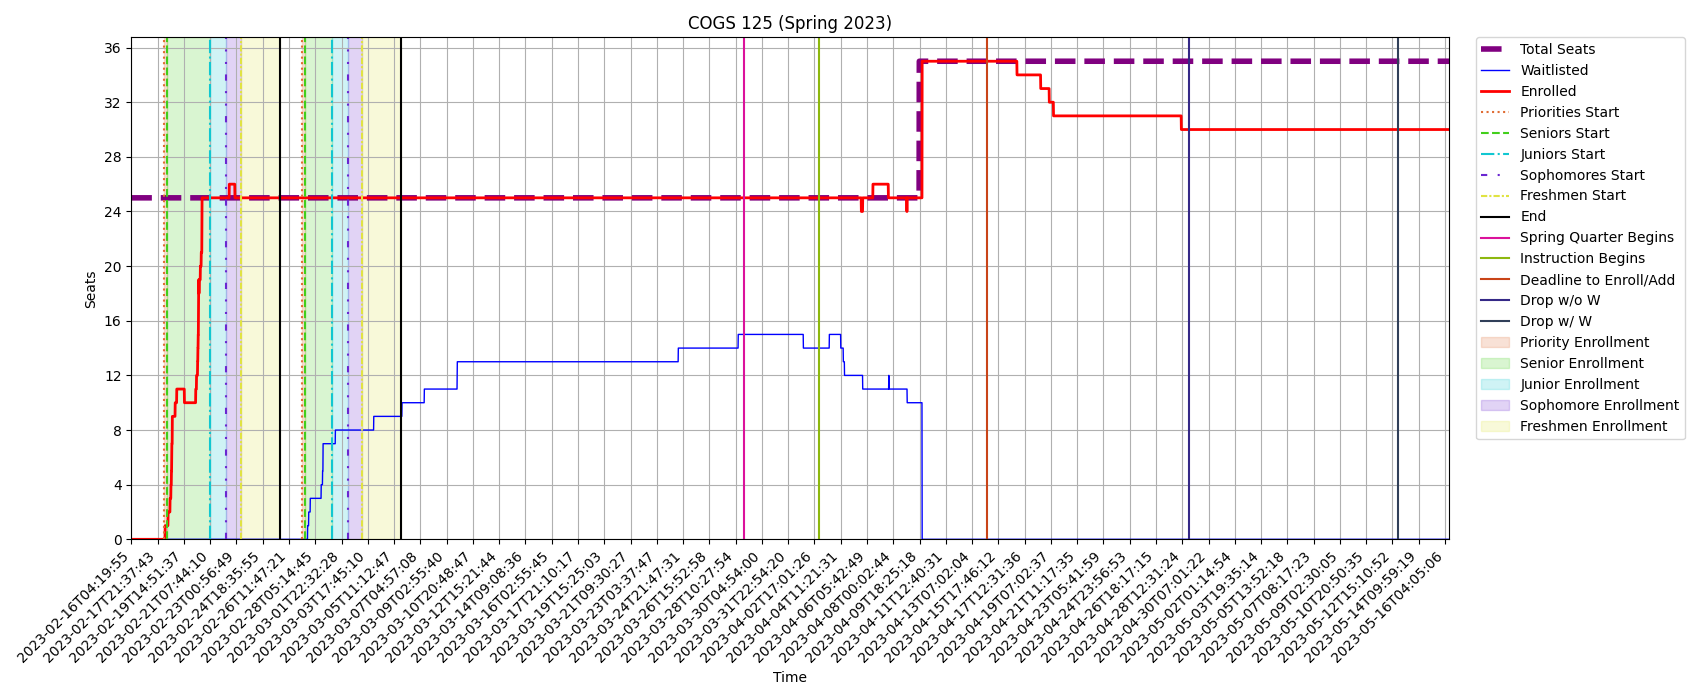 COGS 125 (Spring 2023)
Seats
36
32
28
24
20
16
12
8
4
0
2023-02-16T04:19:55
2023-02-17T21:37:43
2023-02-19T14:51:37
2023-02-21T07:44:10
2023-02-23T00:56:49
2023-02-24T18:35:55
2023-02-26T11:47:21
2023-02-28T05:14:45
2023-03-01T22:32:28
2023-03-03T17:45:10
2023-03-05T11:12:47
2023-03-07T04:57:08
2023-03-09T02:55:40
2023-03-10T20:48:47
2023-03-12T15:21:44
2023-03-14T09:08:36
2023-03-16T02:55:45
2023-03-17T21:10:17
2023-03-19T15:25:03
2023-03-21T09:30:27
2023-03-23T03:37:47
2023-03-24T21:47:31
2023-03-26T15:52:58
2023-03-28T10:27:54
2023-03-30T04:54:00
2023-03-31T22:54:20
2023-04-02T17:01:26
2023-04-04T11:21:31
2023-04-06T05:42:49
2023-04-08T00:02:44
2023-04-09T18:25:18
2023-04-11T12:40:31
2023-04-13T07:02:04
2023-04-15T17:46:12
2023-04-17T12:31:36
2023-04-19T07:02:37
2023-04-21T11:17:35
2023-04-23T05:41:59
2023-04-24T23:56:53
2023-04-26T18:17:15
2023-04-28T12:31:24
2023-04-30T07:01:22
2023-05-02T01:14:54
2023-05-03T19:35:14
2023-05-05T13:52:18
2023-05-07T08:17:23
2023-05-09T02:30:05
2023-05-10T20:50:35
2023-05-12T15:10:52
2023-05-14T09:59:19
2023-05-16T04:05:06
Time
Total Seats
Waitlisted
Enrolled
Priorities Start
Seniors Start
Juniors Start
Sophomores Start
Freshmen Start
End
Spring Quarter Begins
Instruction Begins
Deadline to Enroll/Add
Drop w/o W
Drop w/ W
Priority Enrollment
Senior Enrollment
Junior Enrollment
Sophomore Enrollment
Freshmen Enrollment